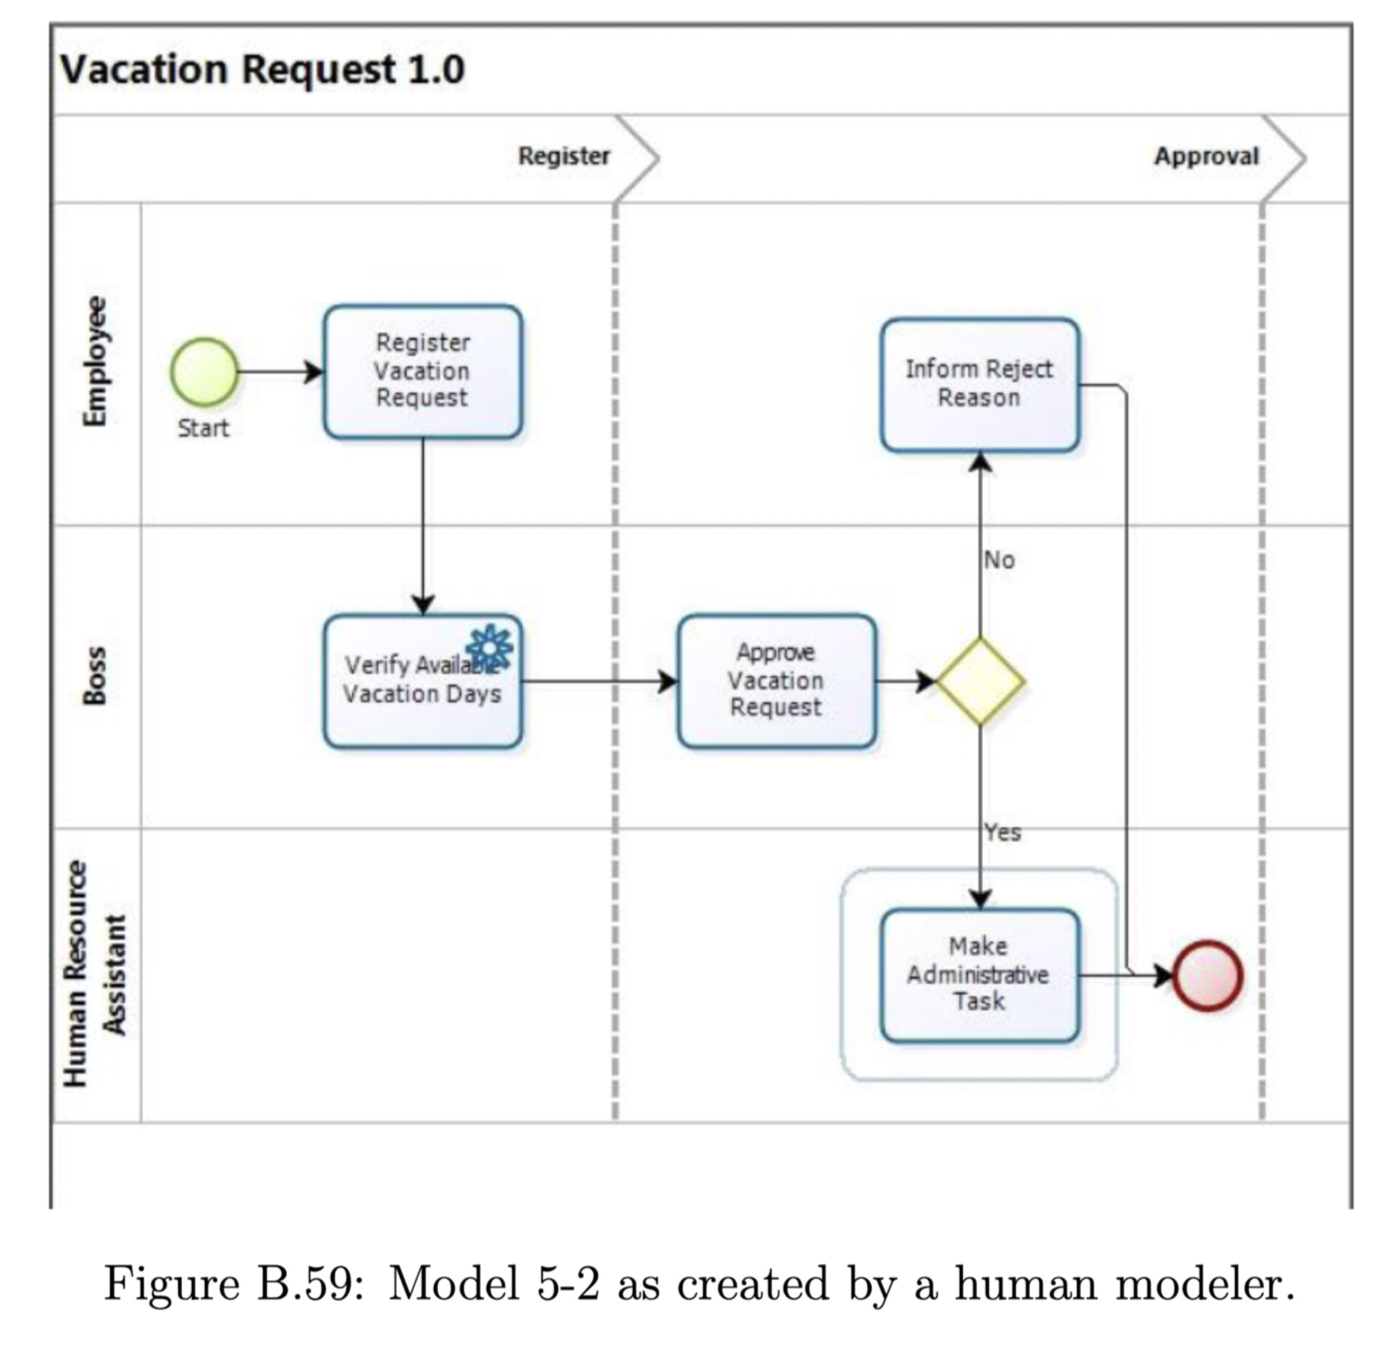 Vacation Request 1.0
Register
Approval
Employee
Start
Register
Vacation
Request
Inform Reject
Reason
No
Boss
Verify Available
Vacation Days
Approve
Vacation
Request
Yes
Human Resource
Assistant
Make
Administrative
Task
Figure B.59: Model 5-2 as created by a human modeler.